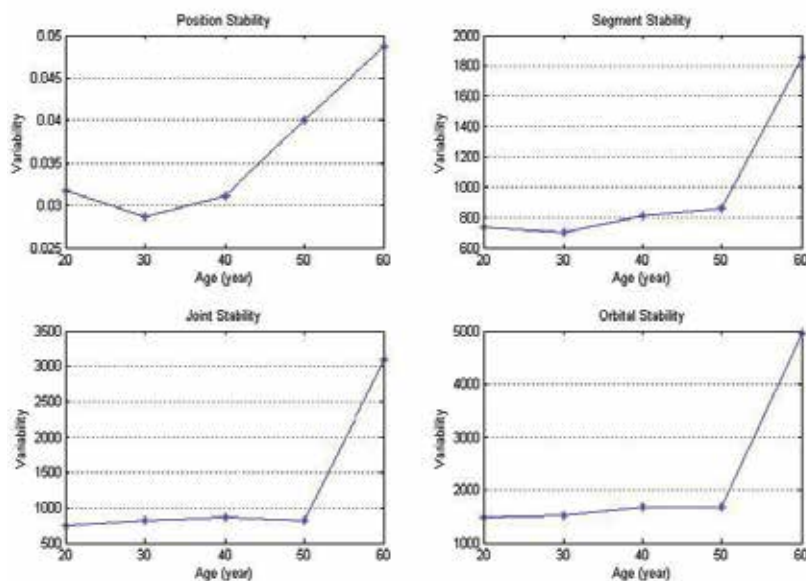 Position Stability
0.05
0.045
0.04
0.035
0.03
0.025
Variability
20 30 40 50 60
Age (year)
Segment Stability
2000
1800
1600
1400
1200
1000
800
600
Variability
20 30 40 50 60
Age (year)
Joint Stability
3500
3000
2500
2000
1500
1000
500
Variability
20 30 40 50 60
Age (year)
Orbital Stability
5000
4000
3000
2000
1000
Variability
20 30 40 50 60
Age (year)